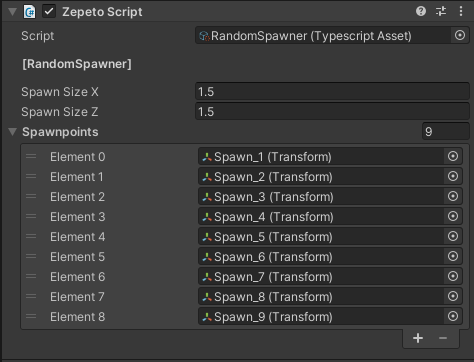 Zepeto Script
Script RandomSpawner (Typescript Asset)
[RandomSpawner]
Spawn Size X 1.5
Spawn Size Z 1.5
Spawnpoints 9
Element 0 Spawn_1 (Transform)
Element 1 Spawn_2 (Transform)
Element 2 Spawn_3 (Transform)
Element 3 Spawn_4 (Transform)
Element 4 Spawn_5 (Transform)
Element 5 Spawn_6 (Transform)
Element 6 Spawn_7 (Transform)
Element 7 Spawn_8 (Transform)
Element 8 Spawn_9 (Transform)